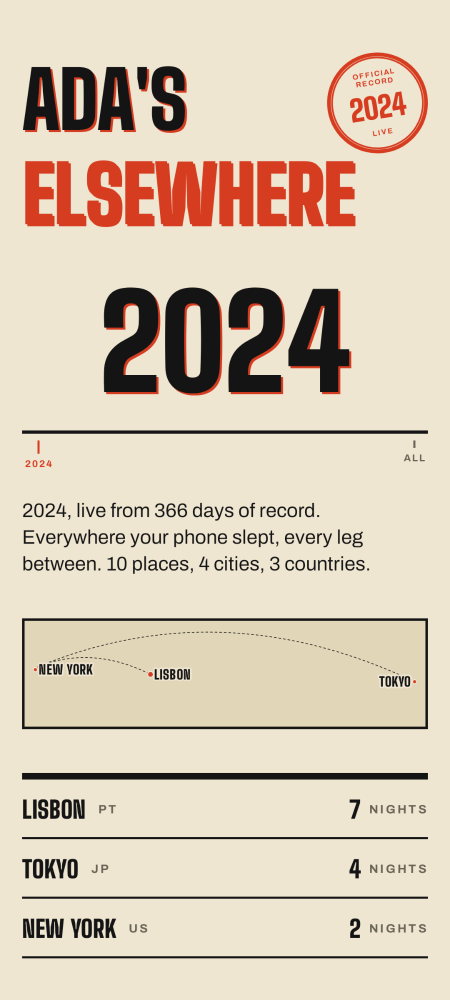 ADA'S
ELSEWHERE
OFFICIAL
RECORD
2024
LIVE
2024
2024
ALL
2024, live from 366 days of record.
Everywhere your phone slept, every leg
between. 10 places, 4 cities, 3 countries.
NEW YORK
LISBON
TOKYO
LISBON PT 7 NIGHTS
TOKYO JP 4 NIGHTS
NEW YORK US 2 NIGHTS